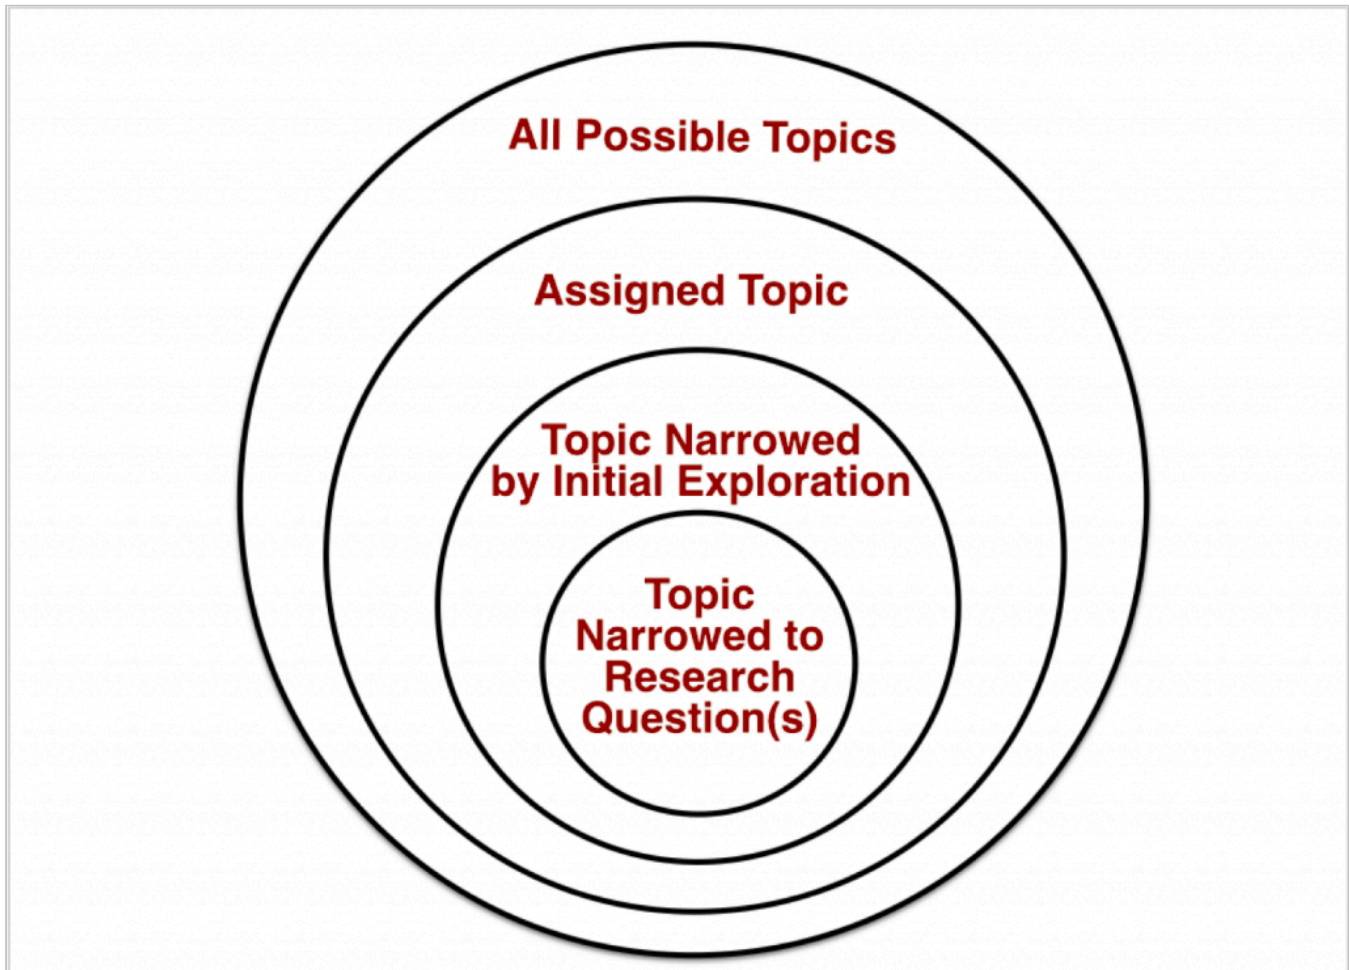 All Possible Topics
Assigned Topic
Topic Narrowed
by Initial Exploration
Topic
Narrowed to
Research
Question(s)